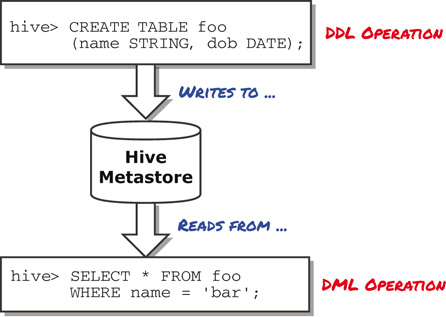 hive> CREATE TABLE foo
(name STRING, dob DATE);
DDL OPERATION
WRITES TO ...
Hive
Metastore
READS FROM ...
hive> SELECT * FROM foo
WHERE name = 'bar';
DML OPERATION